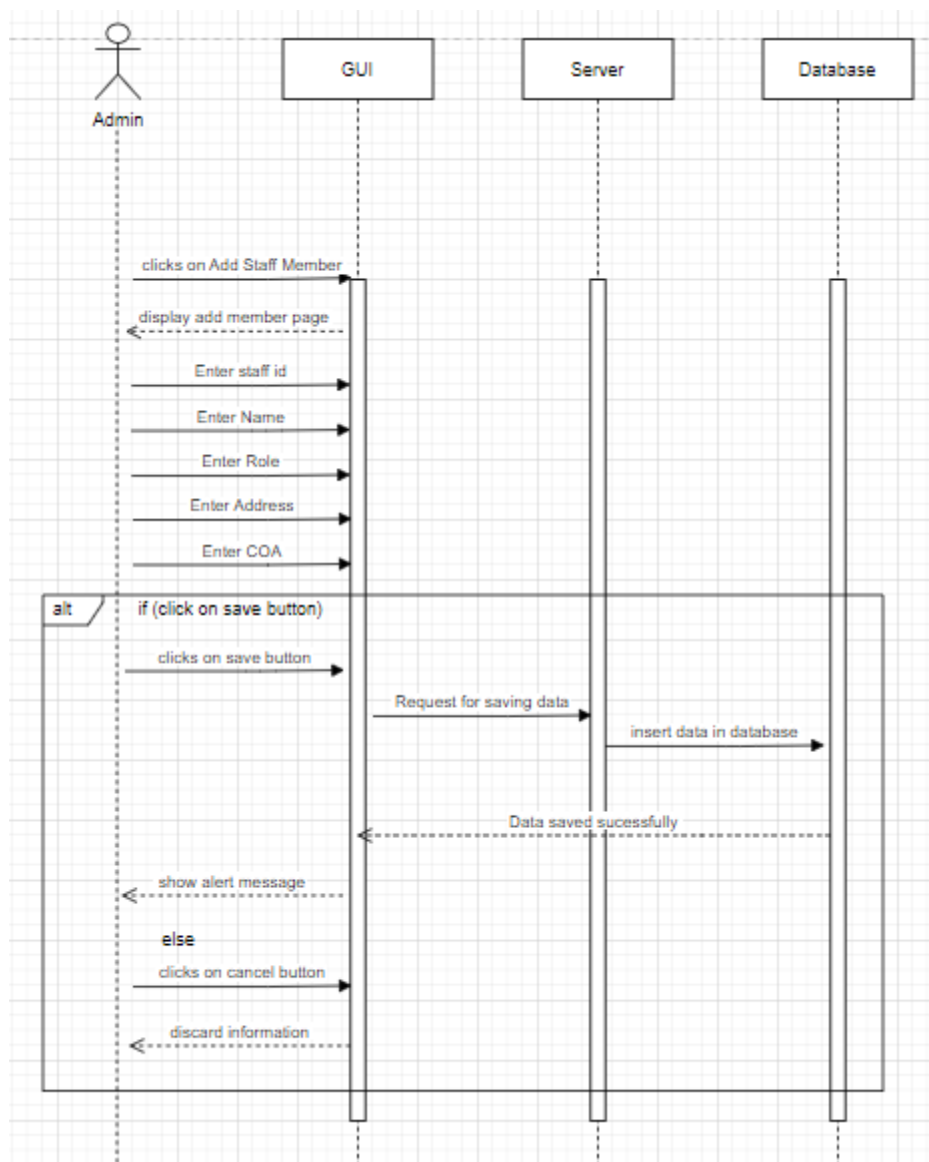 GUI
Server
Database
Admin
clicks on Add Staff Member
display add member page
Enter staff id
Enter Name
Enter Role
Enter Address
Enter COA
alt
if (click on save button)
clicks on save button
Request for saving data
insert data in database
Data saved sucessfully
show alert message
else
clicks on cancel button
discard information